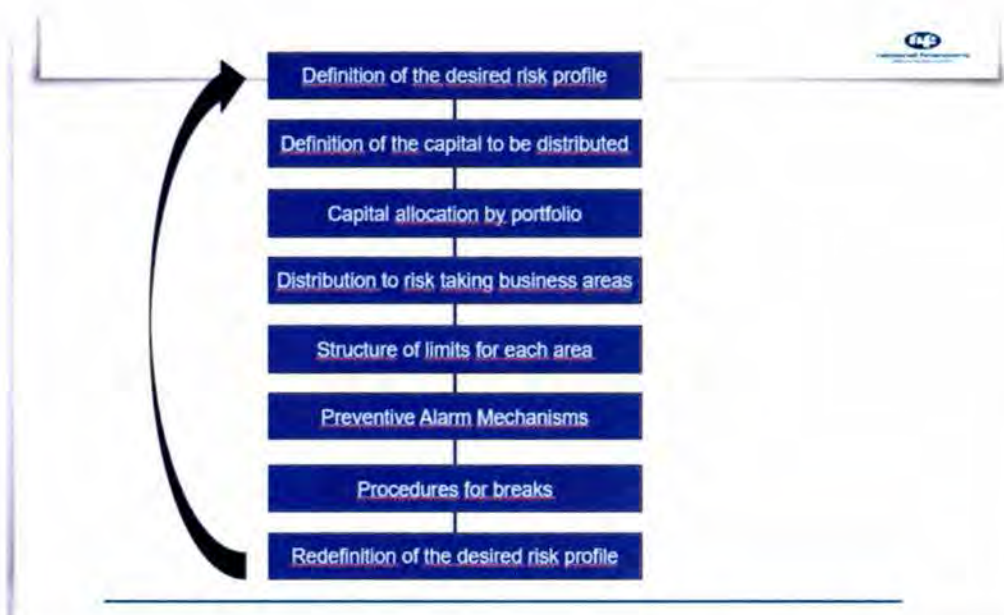 Definition of the desired risk profile
Definition of the capital to be distributed
Capital allocation by portfolio
Distribution to risk taking business areas
Structure of limits for each area
Preventive Alarm Mechanisms
Procedures for breaks
Redefinition of the desired risk profile